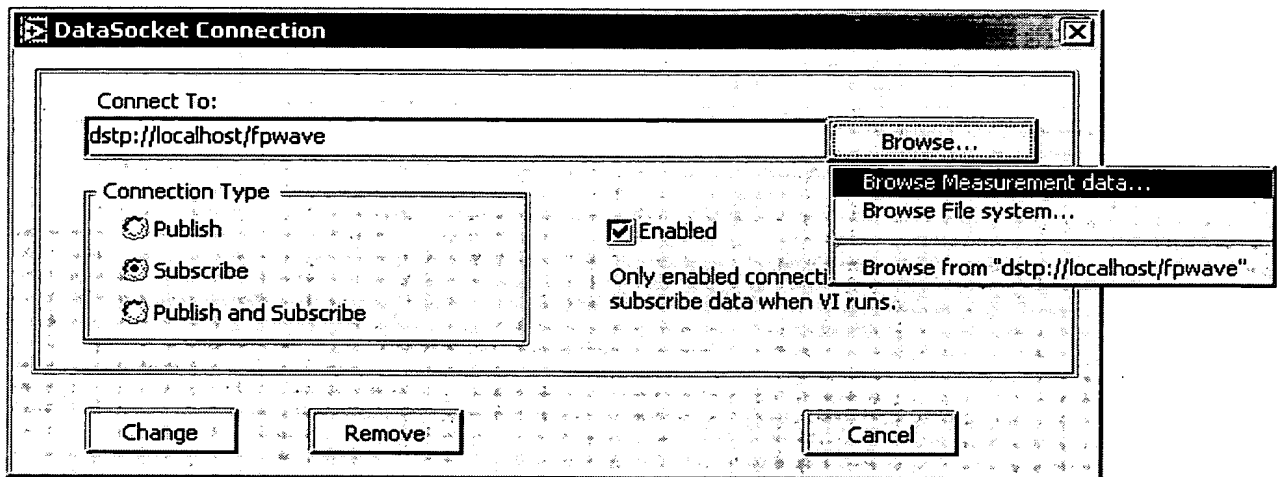 DataSocket Connection
Connect To:
dstp://localhost/fpwave
Browse...
Browse Measurement data...
Browse File system...
Browse from "dstp://localhost/fpwave"
Connection Type
Publish
Subscribe
Publish and Subscribe
Enabled
Only enabled connecti
subscribe data when VI runs.
Change
Remove
Cancel